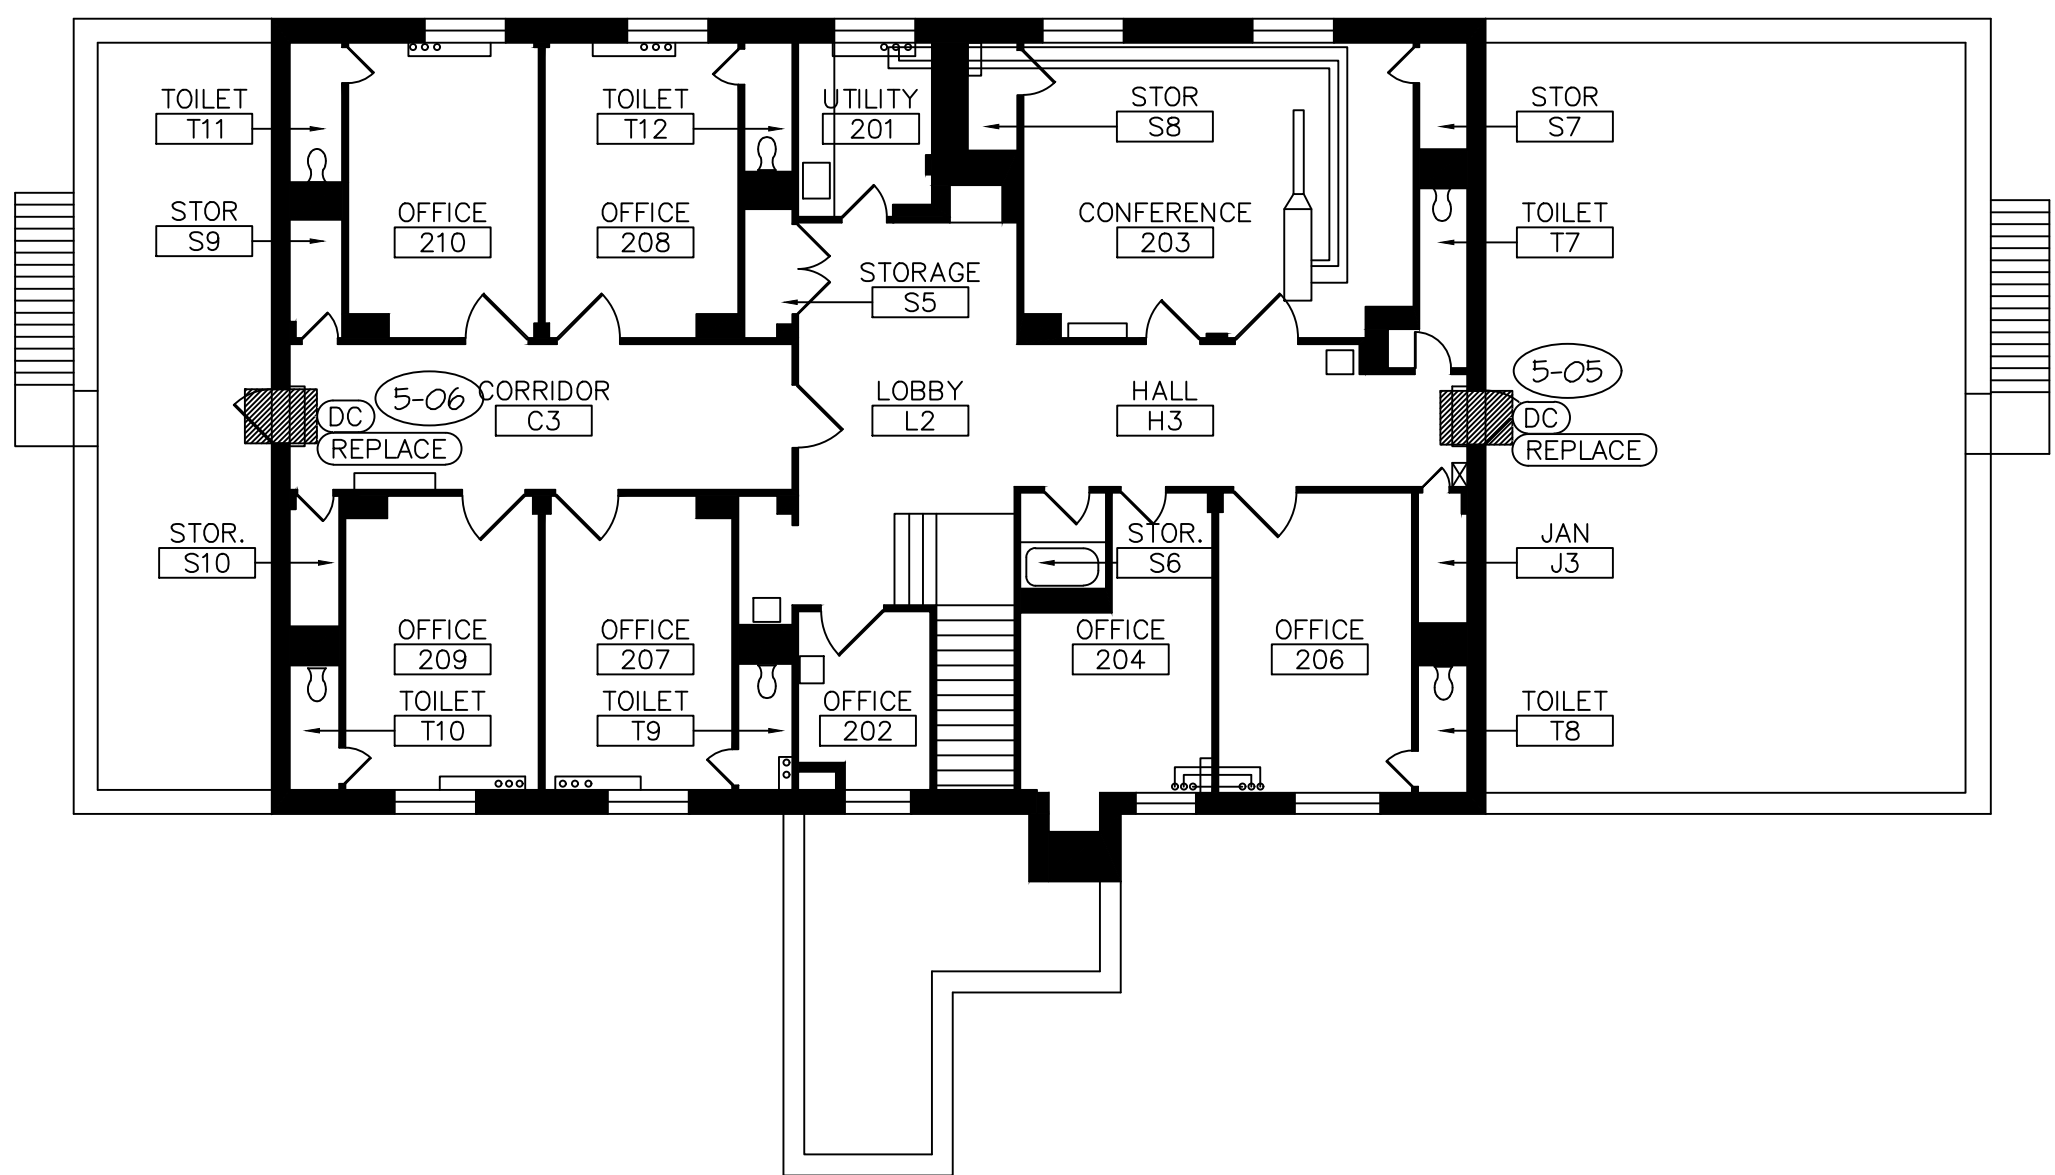 TOILET
T11
TOILET
T12
UTILITY
201
STOR
S8
STOR
S7
STOR
S9
OFFICE
210
OFFICE
208
CONFERENCE
203
TOILET
T7
STORAGE
S5
5-06
CORRIDOR
C3
LOBBY
L2
HALL
H3
5-05
DC
REPLACE
DC
REPLACE
STOR.
S10
STOR.
S6
JAN
J3
OFFICE
209
OFFICE
207
OFFICE
204
OFFICE
206
TOILET
T10
TOILET
T9
OFFICE
202
TOILET
T8